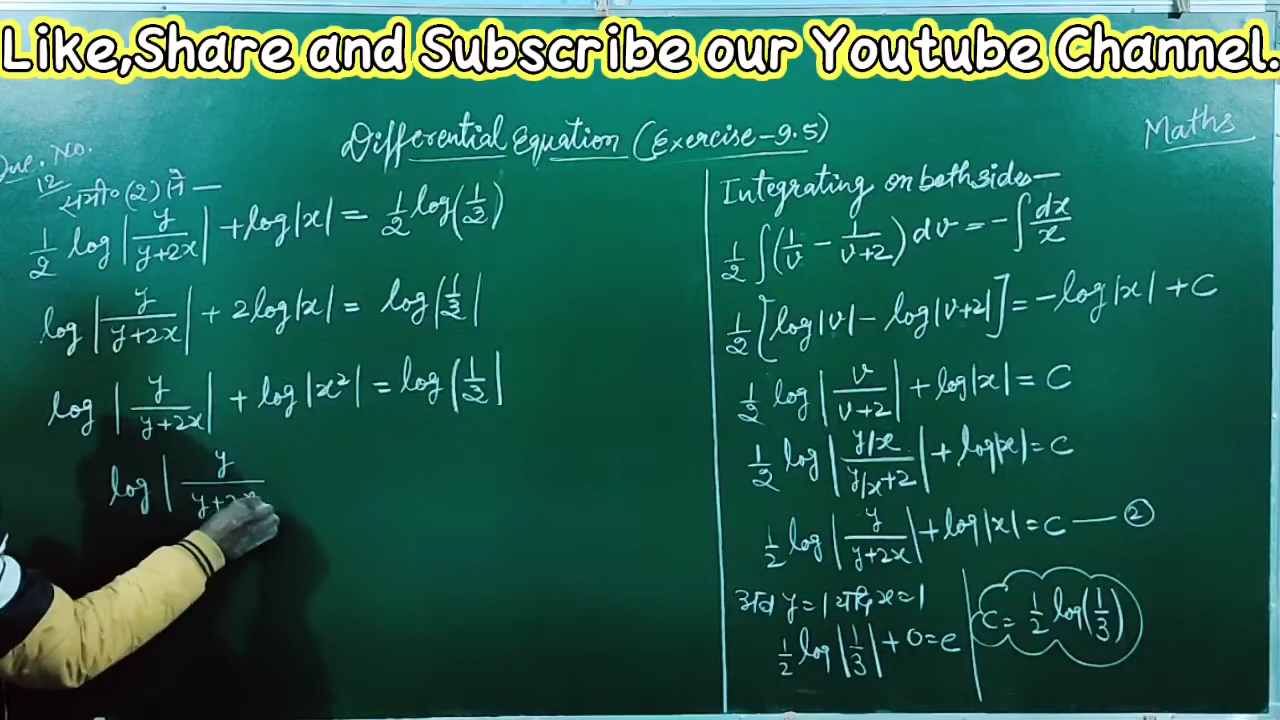 Like,Share and Subscribe our Youtube Channel.
Differential Equation (Exercise-9.5)
Maths
Que. No.
12
समी० (2) से —
1/2 log|y/(y+2x)| + log|x| = 1/2 log(1/3)
log|y/(y+2x)| + 2log|x| = log|1/3|
log|y/(y+2x)| + log|x²| = log|1/3|
log|y/(y+2x
Integrating on both sides—
1/2 ∫(1/v - 1/(v+2)) dv = -∫dx/x
1/2 [log|v| - log|v+2|] = -log|x| + C
1/2 log|v/(v+2)| + log|x| = C
1/2 log|(y/x)/(y/x+2)| + log|x| = C
1/2 log|y/(y+2x)| + log|x| = C — ②
अब y=1 यदि x=1
1/2 log|1/3| + 0 = c
C = 1/2 log(1/3)